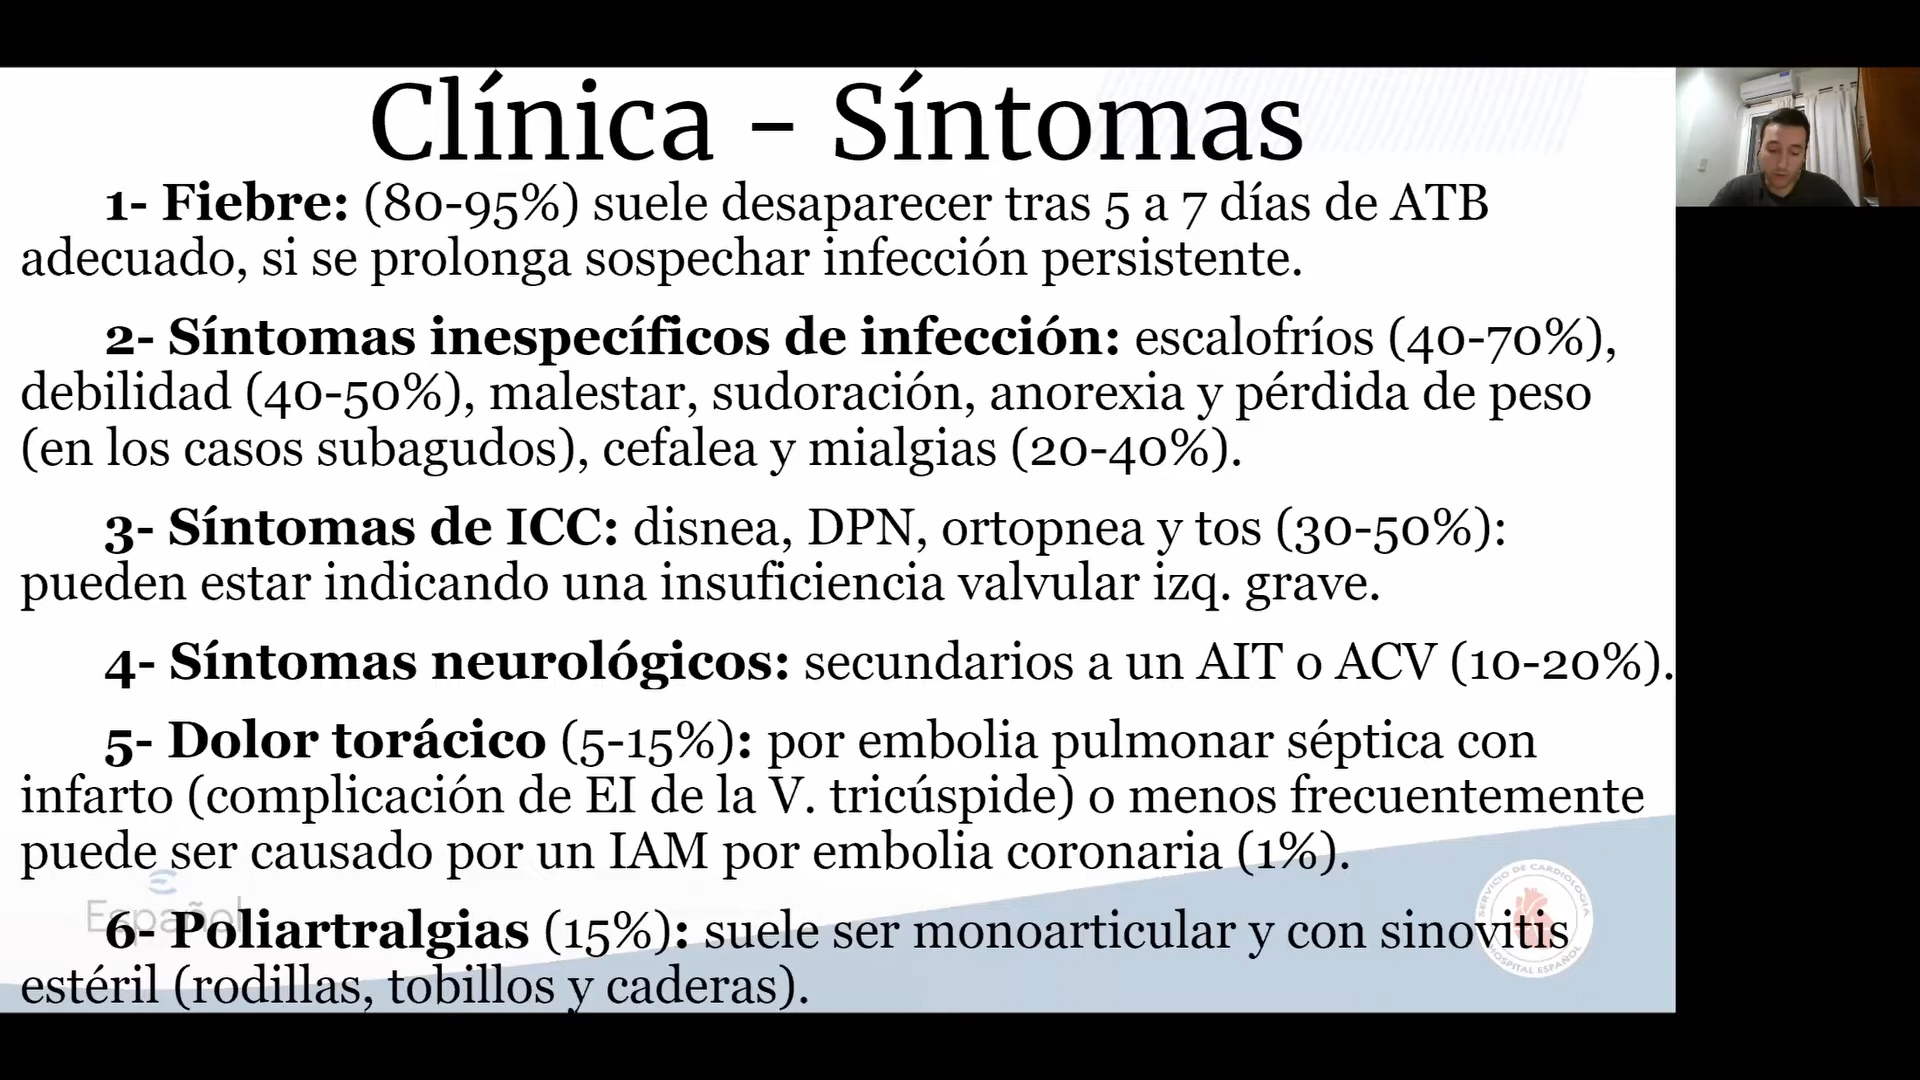 Clínica – Síntomas
1- Fiebre: (80-95%) suele desaparecer tras 5 a 7 días de ATB
adecuado, si se prolonga sospechar infección persistente.
2- Síntomas inespecíficos de infección: escalofríos (40-70%),
debilidad (40-50%), malestar, sudoración, anorexia y pérdida de peso
(en los casos subagudos), cefalea y mialgias (20-40%).
3- Síntomas de ICC: disnea, DPN, ortopnea y tos (30-50%):
pueden estar indicando una insuficiencia valvular izq. grave.
4- Síntomas neurológicos: secundarios a un AIT o ACV (10-20%).
5- Dolor torácico (5-15%): por embolia pulmonar séptica con
infarto (complicación de EI de la V. tricúspide) o menos frecuentemente
puede ser causado por un IAM por embolia coronaria (1%).
Español
6- Poliartralgias (15%): suele ser monoarticular y con sinovitis
estéril (rodillas, tobillos y caderas).
SERVICIO DE CARDIOLOGIA
HOSPITAL ESPAÑOL